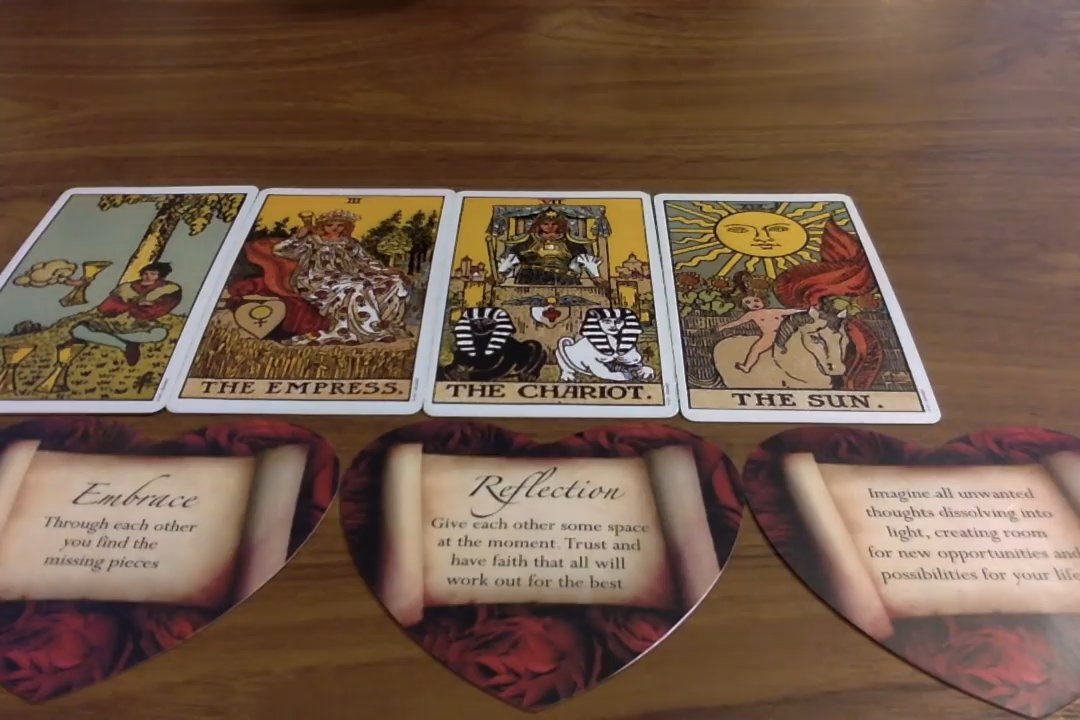 III
VII
THE EMPRESS.
THE CHARIOT.
THE SUN.
Embrace
Through each other
you find the
missing pieces
Reflection
Give each other some space
at the moment. Trust and
have faith that all will
work out for the best
Imagine all unwanted
thoughts dissolving into
light, creating room
for new opportunities and
possibilities for your life